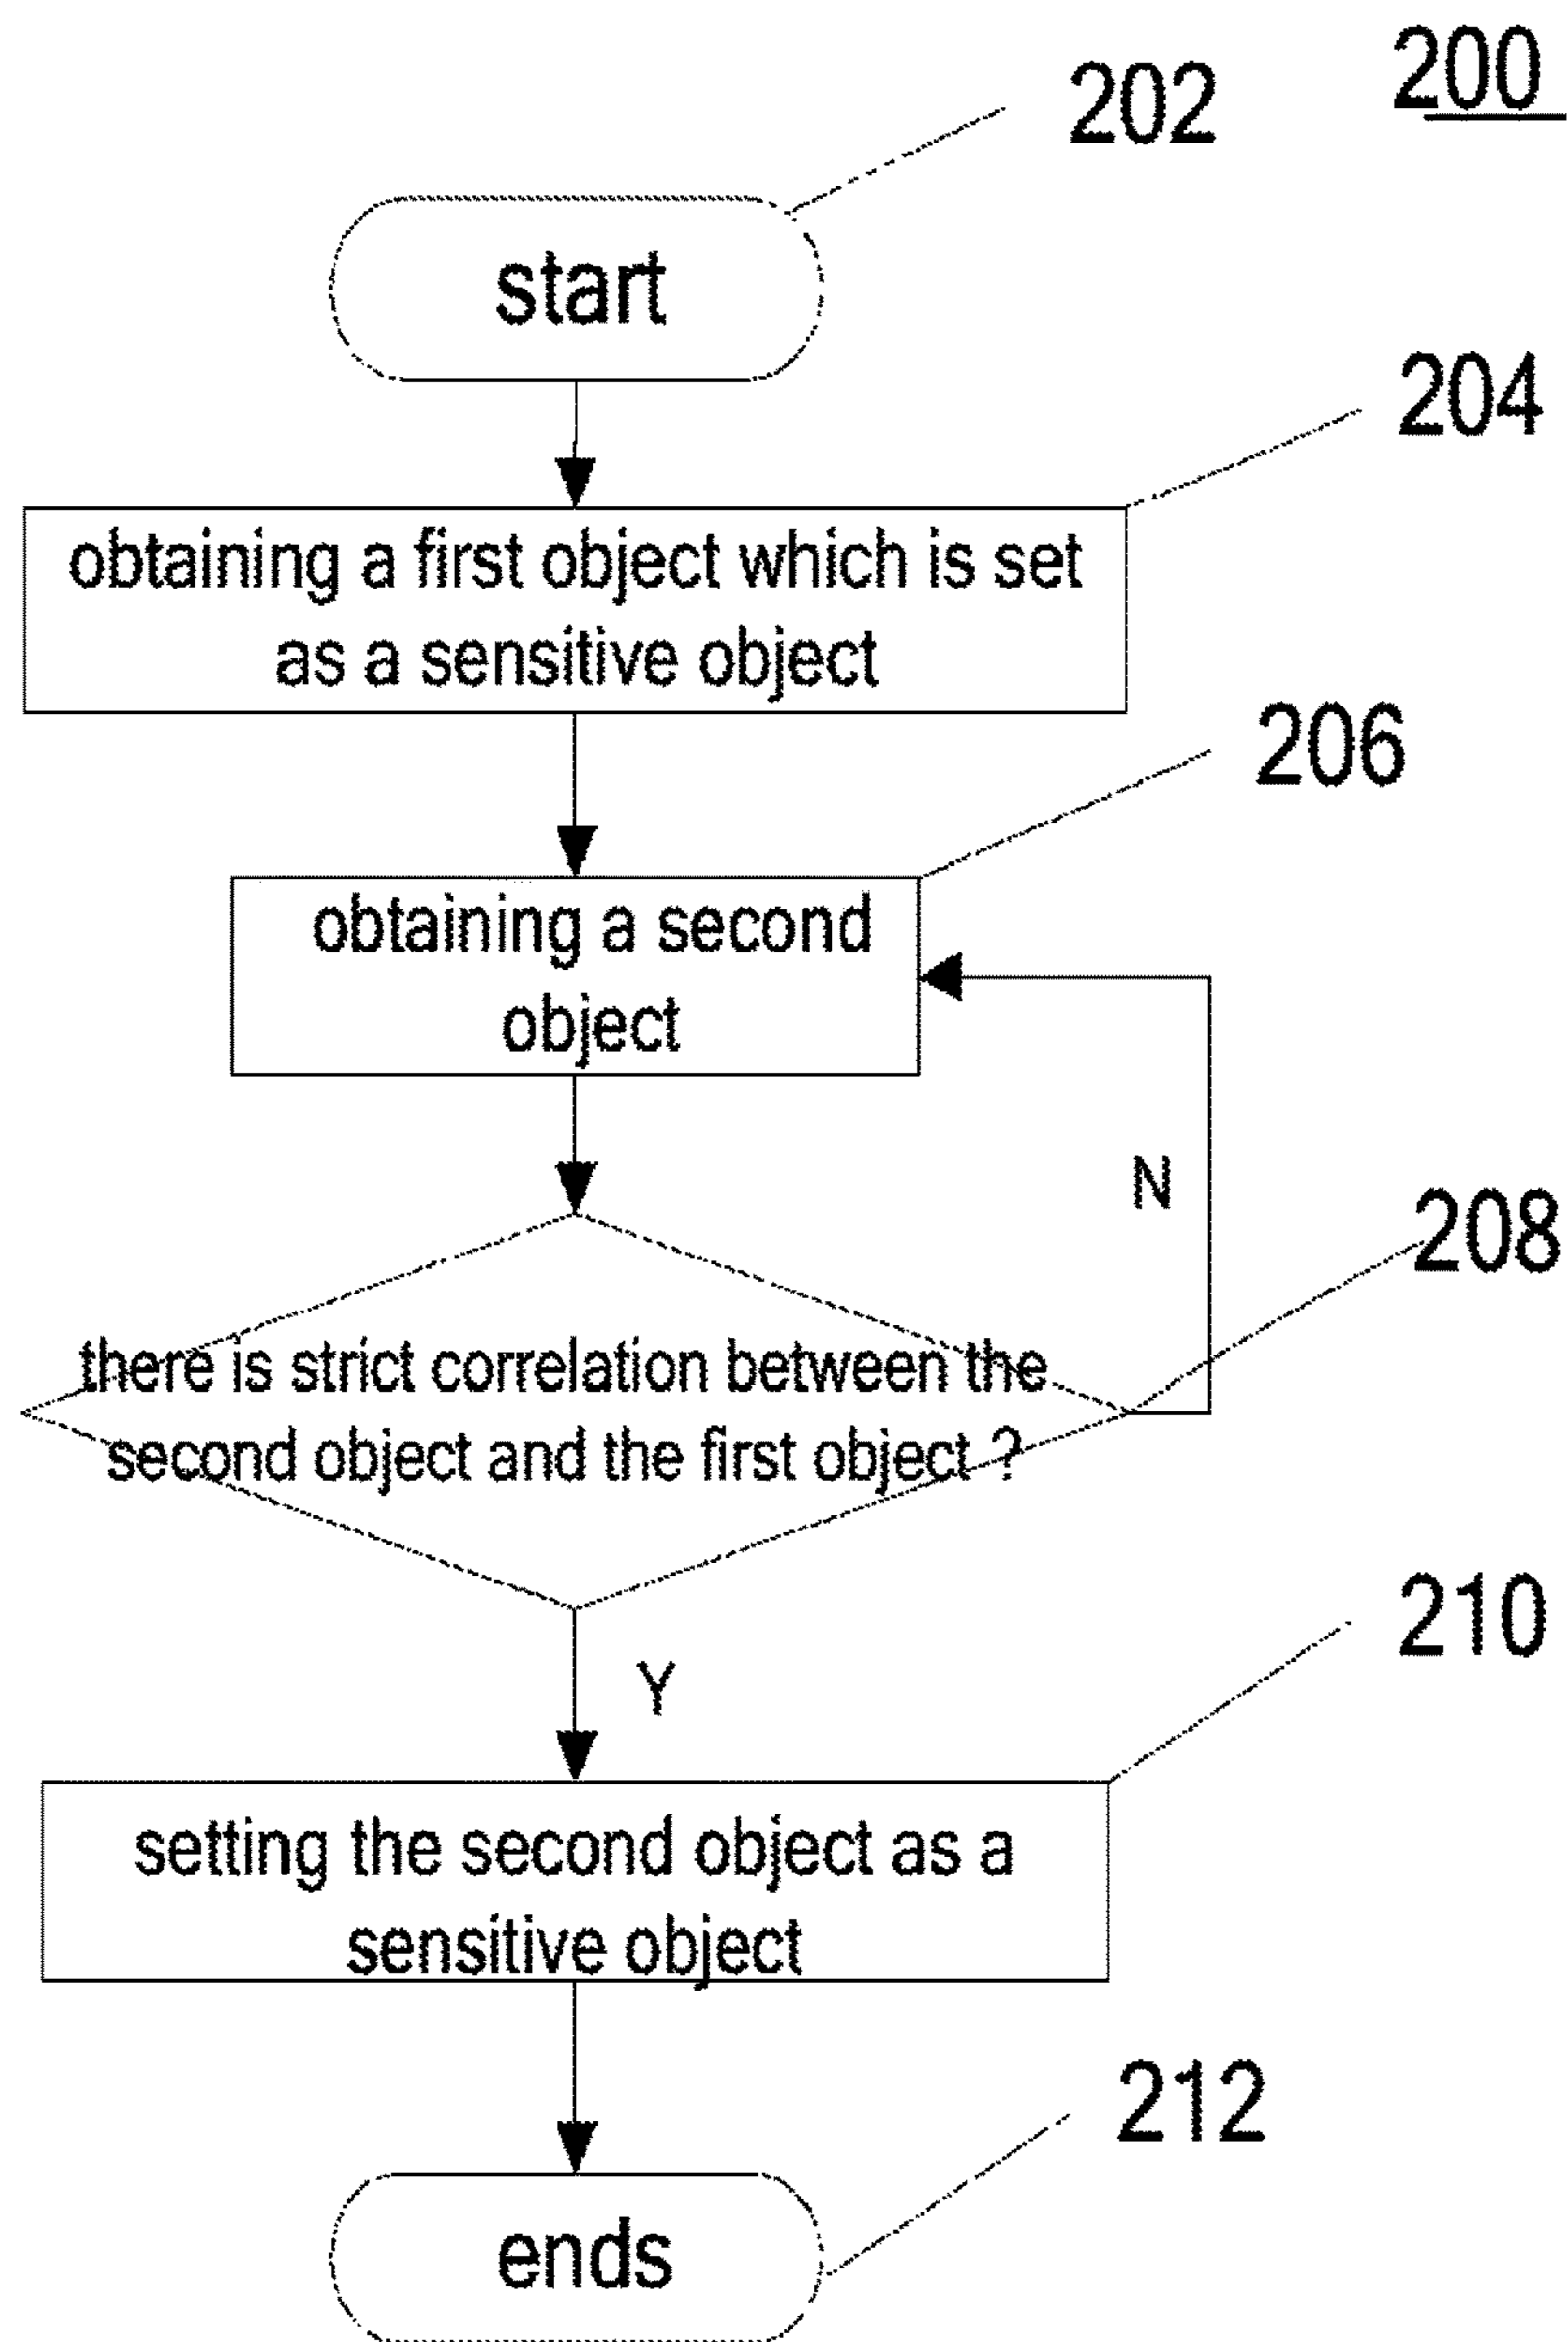 200
202
start
204
obtaining a first object which is set
as a sensitive object
206
obtaining a second
object
N
208
there is strict correlation between the
second object and the first object ?
Y
210
setting the second object as a
sensitive object
212
ends